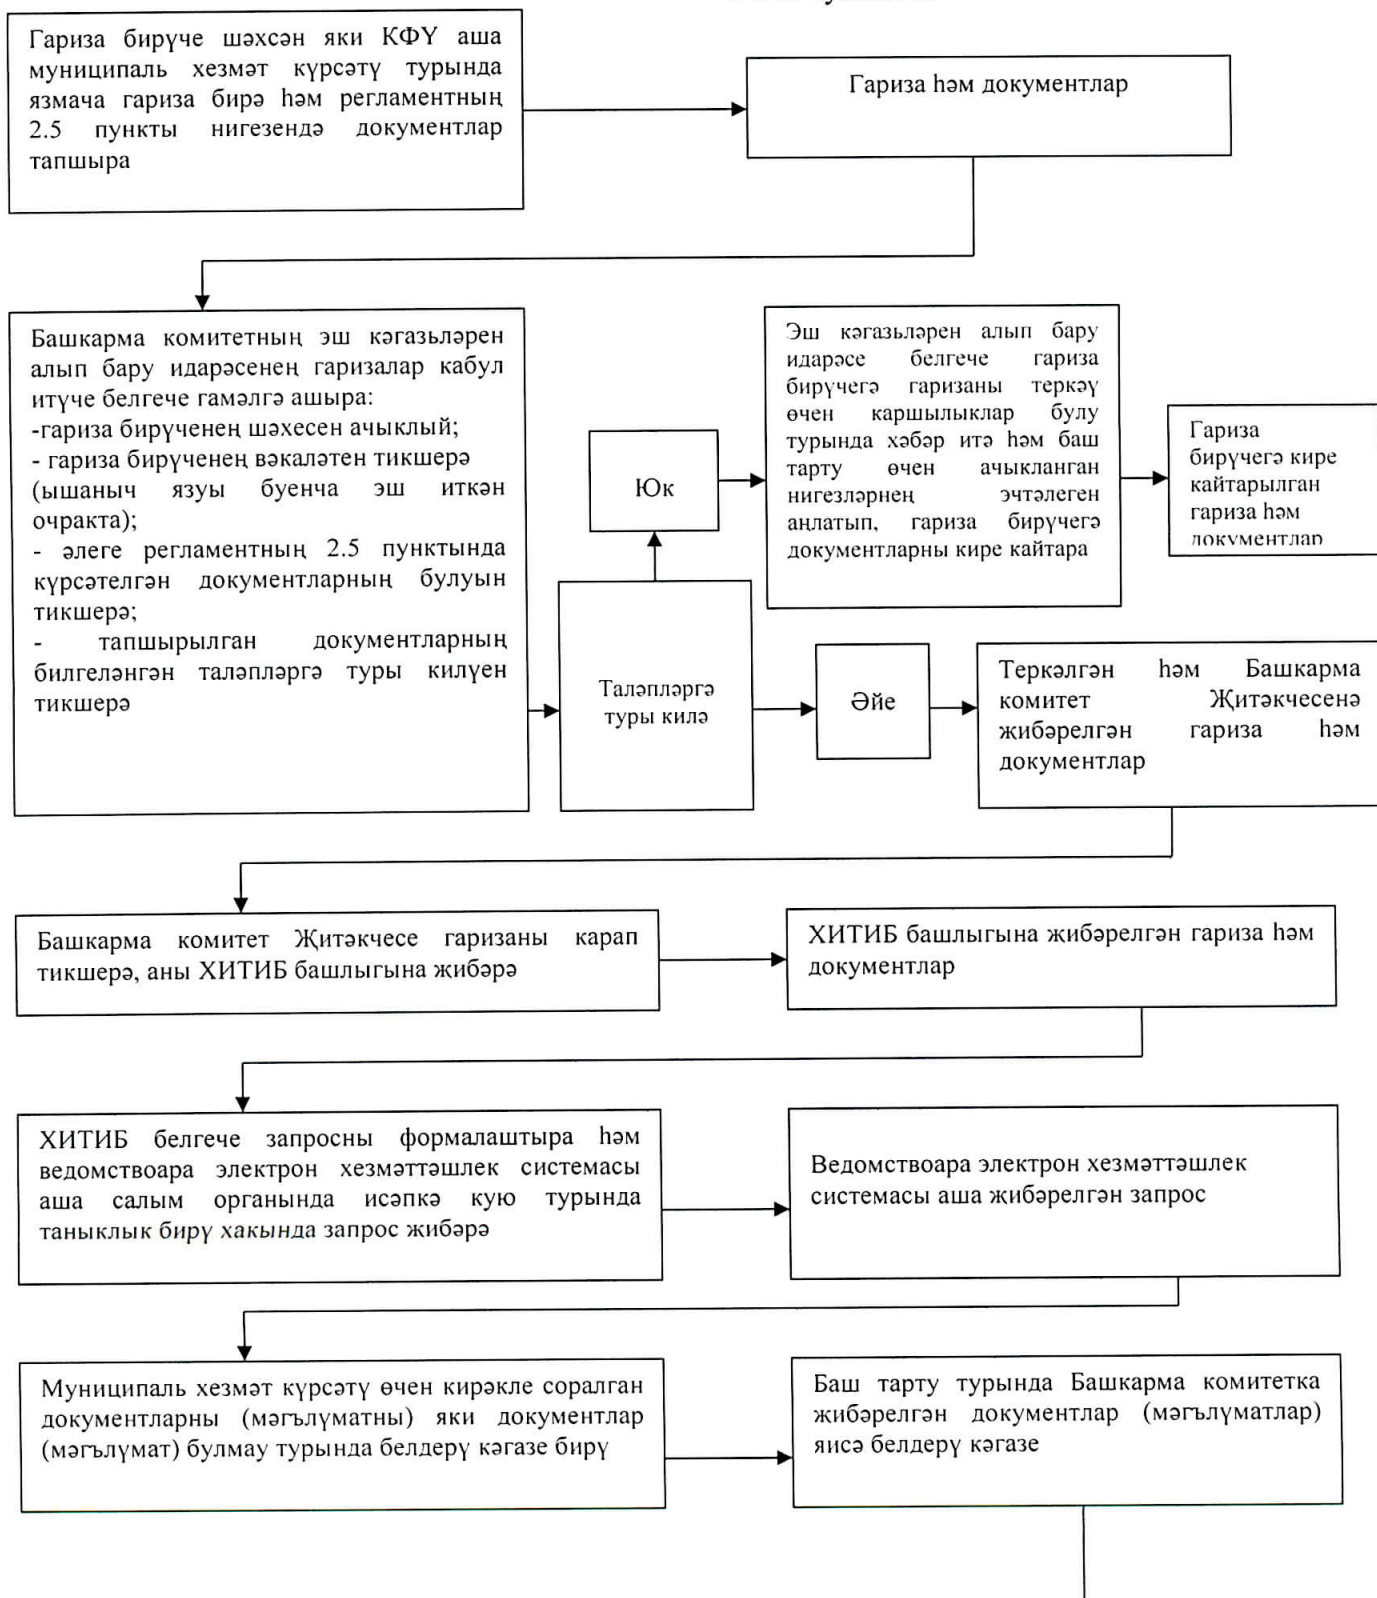 Гариза бирүче шәхсән яки КФҮ аша
муниципаль хезмәт күрсәтү турында
язмача гариза бирә һәм регламентның
2.5 пункты нигезендә документлар
тапшыра
Гариза һәм документлар
Башкарма комитетның эш кәгазьләрен
алып бару идарәсенең гаризалар кабул
итүче белгече гамәлгә ашыра:
-гариза бирүченең шәхесен ачыклый;
- гариза бирүченең вәкаләтен тикшерә
(ышаныч язуы буенча эш иткән
очракта);
- әлеге регламентның 2.5 пунктында
күрсәтелгән документларның булуын
тикшерә;
- тапшырылган документларның
билгеләнгән таләпләргә туры килүен
тикшерә
Юк
Эш кәгазьләрен алып бару
идарәсе белгече гариза
бирүчегә гаризаны теркәү
өчен каршылыклар булу
турында хәбәр итә һәм баш
тарту өчен ачыкланган
нигезләрнең эчтәлеген
аңлатып, гариза бирүчегә
документларны кире кайтара
Гариза
бирүчегә кире
кайтарылган
гариза һәм
документлар
Таләпләргә
туры килә
Әйе
Теркәлгән һәм Башкарма
комитет Җитәкчесенә
жибәрелгән гариза һәм
документлар
Башкарма комитет Җитәкчесе гаризаны карап
тикшерә, аны ХИТИБ башлыгына жибәрә
ХИТИБ башлыгына жибәрелгән гариза һәм
документлар
ХИТИБ белгече запросны формалаштыра һәм
ведомствоара электрон хезмәттәшлек системасы
аша салым органында исәпкә кую турында
таныклык бирү хакында запрос жибәрә
Ведомствоара электрон хезмәттәшлек
системасы аша жибәрелгән запрос
Муниципаль хезмәт күрсәтү өчен кирәкле соралган
документларны (мәгълүматны) яки документлар
(мәгълүмат) булмау турында белдерү кәгазе бирү
Баш тарту турында Башкарма комитетка
жибәрелгән документлар (мәгълүматлар)
яисә белдерү кәгазе